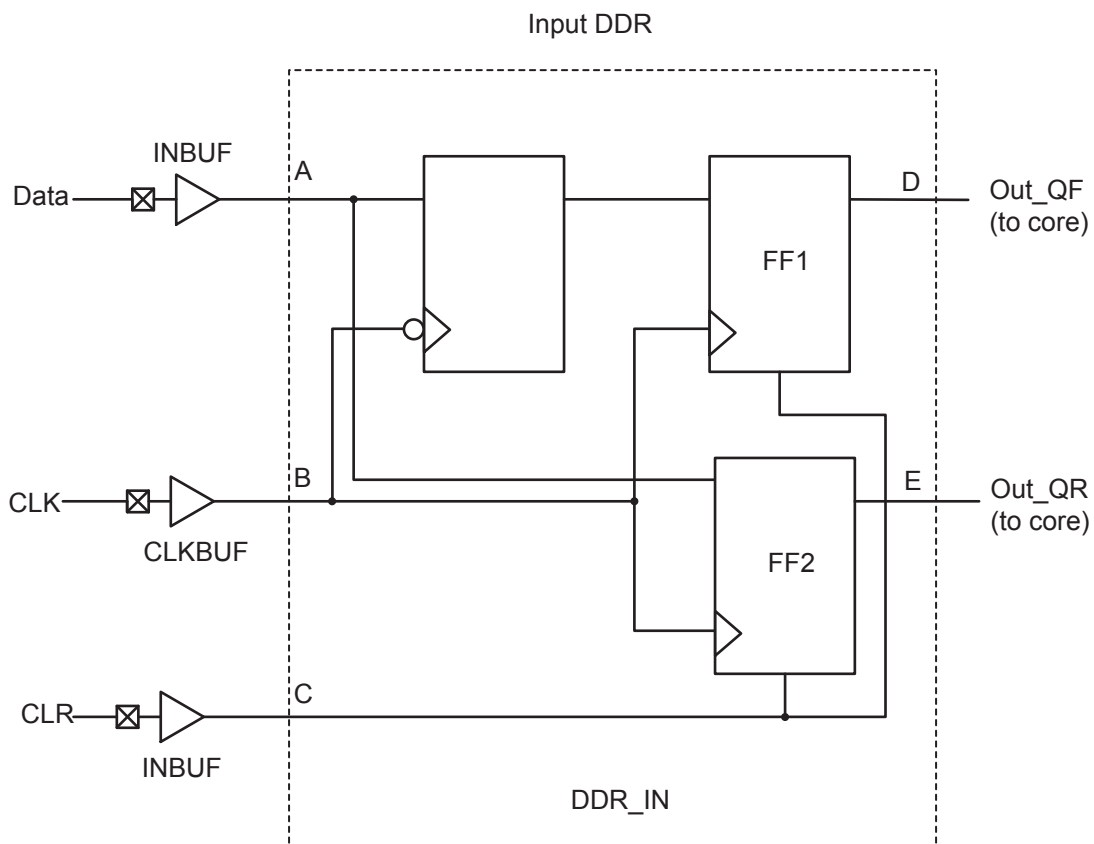 Input DDR
INBUF
A
Data
D
Out_QF
(to core)
FF1
B
CLK
CLKBUF
E
Out_QR
(to core)
FF2
C
CLR
INBUF
DDR_IN